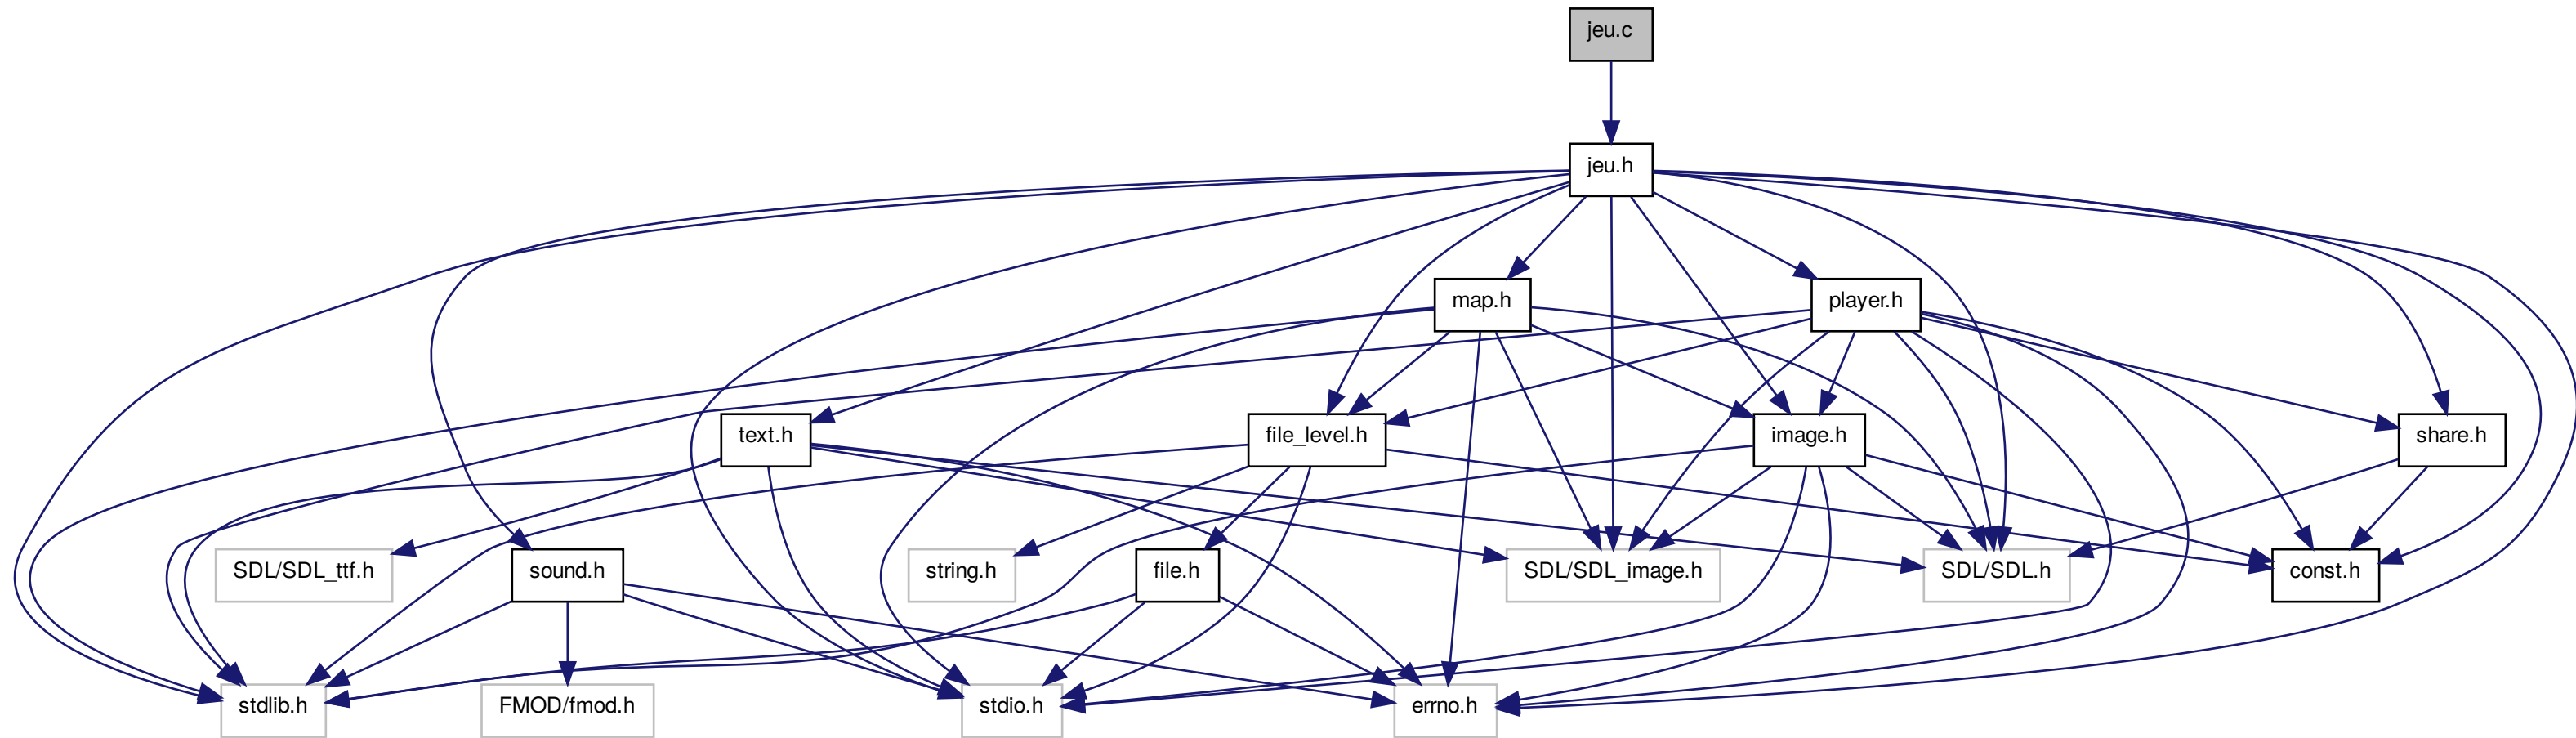 jeu.c
jeu.h
map.h
player.h
text.h
file_level.h
image.h
share.h
SDL/SDL_ttf.h
sound.h
string.h
file.h
SDL/SDL_image.h
SDL/SDL.h
const.h
stdlib.h
FMOD/fmod.h
stdio.h
errno.h